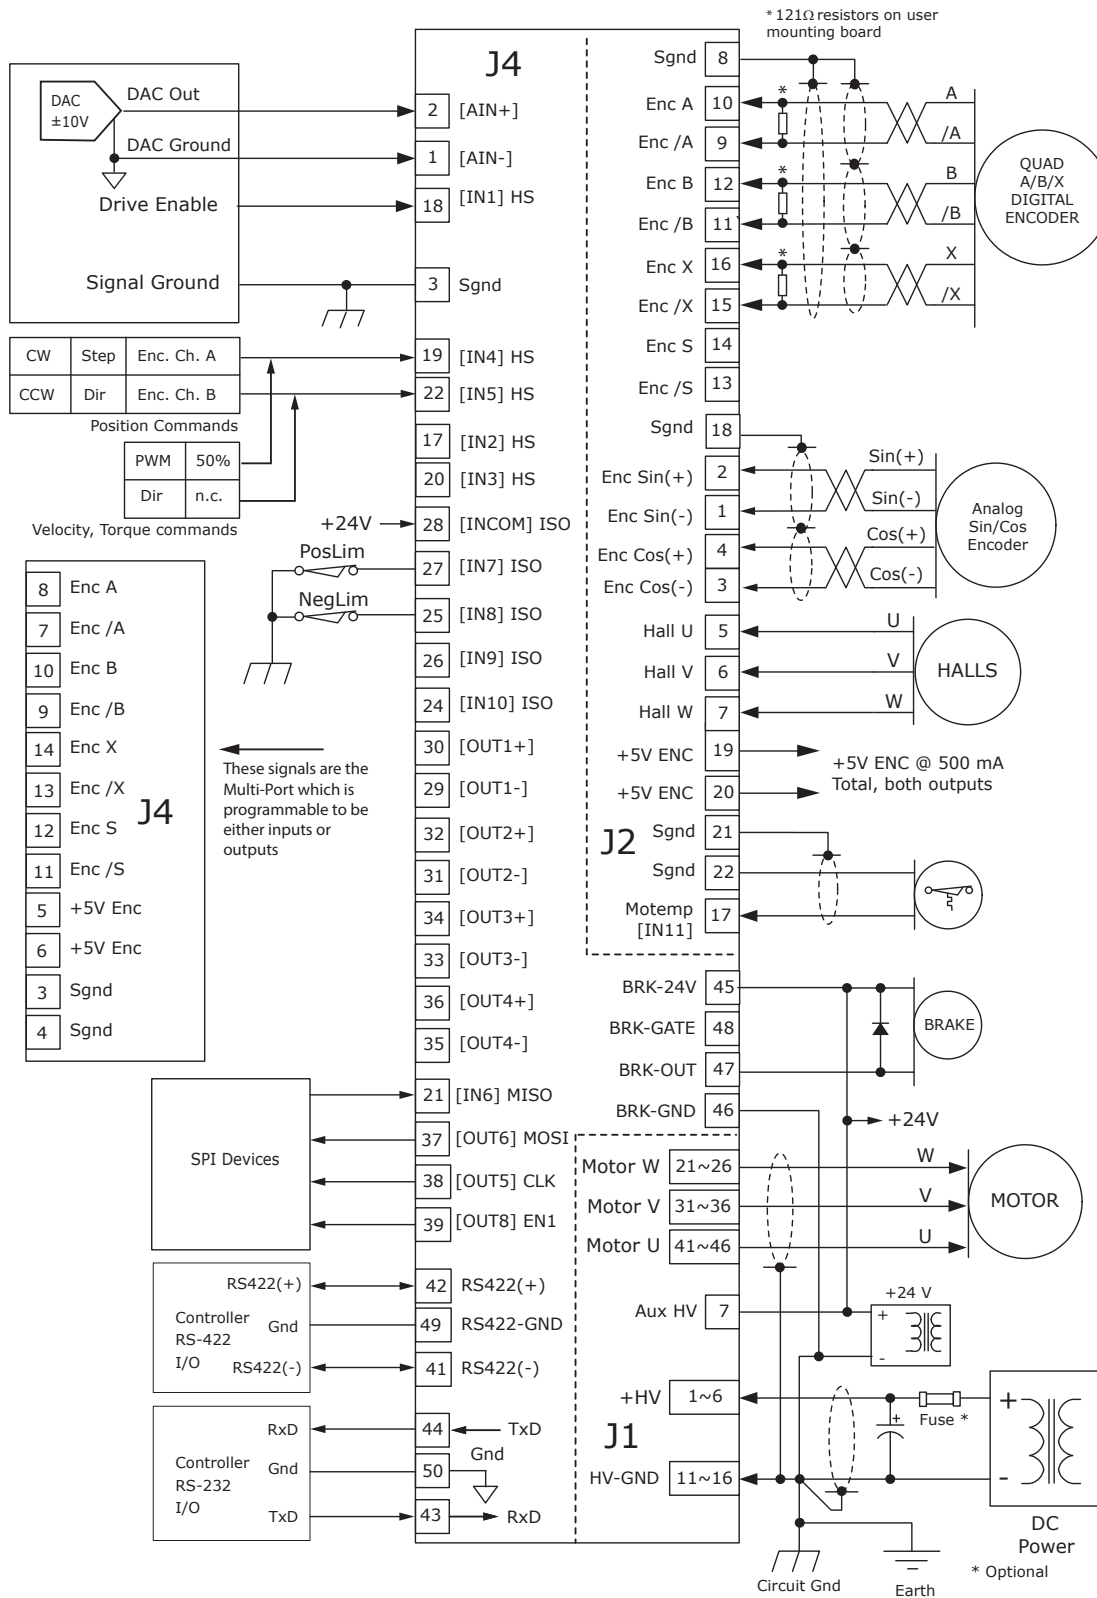 * 121Ω resistors on user
mounting board
J4
DAC
±10V
DAC Out
DAC Ground
Drive Enable
Signal Ground
2 [AIN+]
1 [AIN-]
18 [IN1] HS
3 Sgnd
CW Step Enc. Ch. A
CCW Dir Enc. Ch. B
Position Commands
PWM 50%
Dir n.c.
Velocity, Torque commands
19 [IN4] HS
22 [IN5] HS
17 [IN2] HS
20 [IN3] HS
+24V 28 [INCOM] ISO
PosLim 27 [IN7] ISO
NegLim 25 [IN8] ISO
26 [IN9] ISO
24 [IN10] ISO
30 [OUT1+]
29 [OUT1-]
32 [OUT2+]
31 [OUT2-]
34 [OUT3+]
33 [OUT3-]
36 [OUT4+]
35 [OUT4-]
8 Enc A
7 Enc /A
10 Enc B
9 Enc /B
14 Enc X
13 Enc /X
12 Enc S
11 Enc /S
5 +5V Enc
6 +5V Enc
3 Sgnd
4 Sgnd
J4
These signals are the
Multi-Port which is
programmable to be
either inputs or
outputs
SPI Devices
21 [IN6] MISO
37 [OUT6] MOSI
38 [OUT5] CLK
39 [OUT8] EN1
Controller
RS-422
I/O
RS422(+) 42 RS422(+)
Gnd 49 RS422-GND
RS422(-) 41 RS422(-)
Controller
RS-232
I/O
RxD 44 TxD
Gnd 50 Gnd
TxD 43 RxD
Sgnd 8
Enc A 10 * A
Enc /A 9 /A
Enc B 12 * B
Enc /B 11 /B
Enc X 16 * X
Enc /X 15 /X
QUAD
A/B/X
DIGITAL
ENCODER
Enc S 14
Enc /S 13
Sgnd 18
Enc Sin(+) 2 Sin(+)
Enc Sin(-) 1 Sin(-)
Enc Cos(+) 4 Cos(+)
Enc Cos(-) 3 Cos(-)
Analog
Sin/Cos
Encoder
Hall U 5 U
Hall V 6 V
Hall W 7 W
HALLS
+5V ENC 19
+5V ENC 20
+5V ENC @ 500 mA
Total, both outputs
J2
Sgnd 21
Sgnd 22
Motemp
[IN11]
17
BRK-24V 45
BRK-GATE 48
BRK-OUT 47
BRK-GND 46
BRAKE
+24V
Motor W 21~26 W
Motor V 31~36 V
Motor U 41~46 U
MOTOR
Aux HV 7
+24 V
+
-
+HV 1~6
J1
HV-GND 11~16
Fuse *
+
+
-
DC
Power
* Optional
Circuit Gnd
Earth